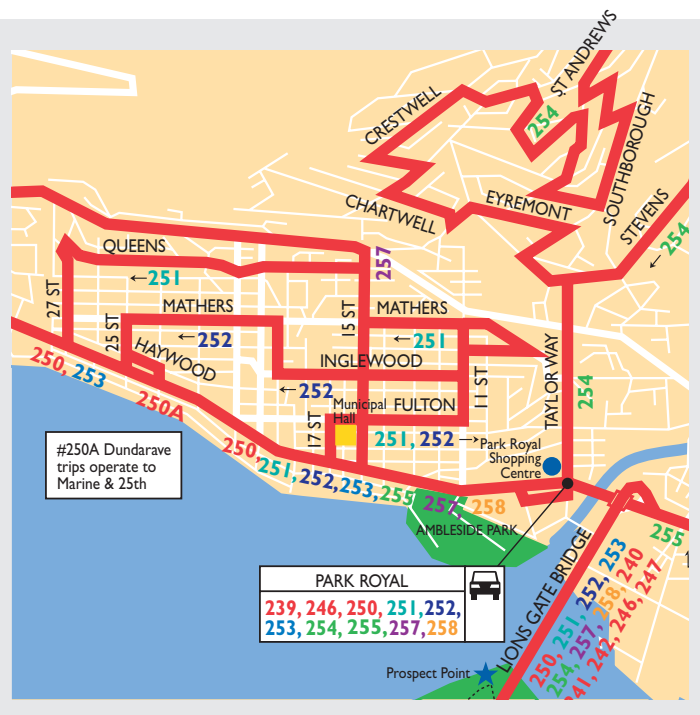 ST ANDREWS
CRESTWELL
254
SOUTHBOROUGH
CHARTWELL
EYREMONT
STEVENS
←254
QUEENS
←251
257
27 ST
25 ST
MATHERS
←252
HAYWOOD
15 ST
MATHERS
←251
INGLEWOOD
←252
11 ST
TAYLOR WAY
254
250, 253
250A
17 ST
Municipal
Hall
FULTON
251, 252→
Park Royal
Shopping
Centre
#250A Dundarave
trips operate to
Marine & 25th
250, 251, 252, 253, 255 257, 258
AMBLESIDE PARK
255
PARK ROYAL
239, 246, 250, 251, 252,
253, 254, 255, 257, 258
LIONS GATE BRIDGE
250, 251, 252, 253
254, 257, 258, 240
241, 242, 246, 247
Prospect Point